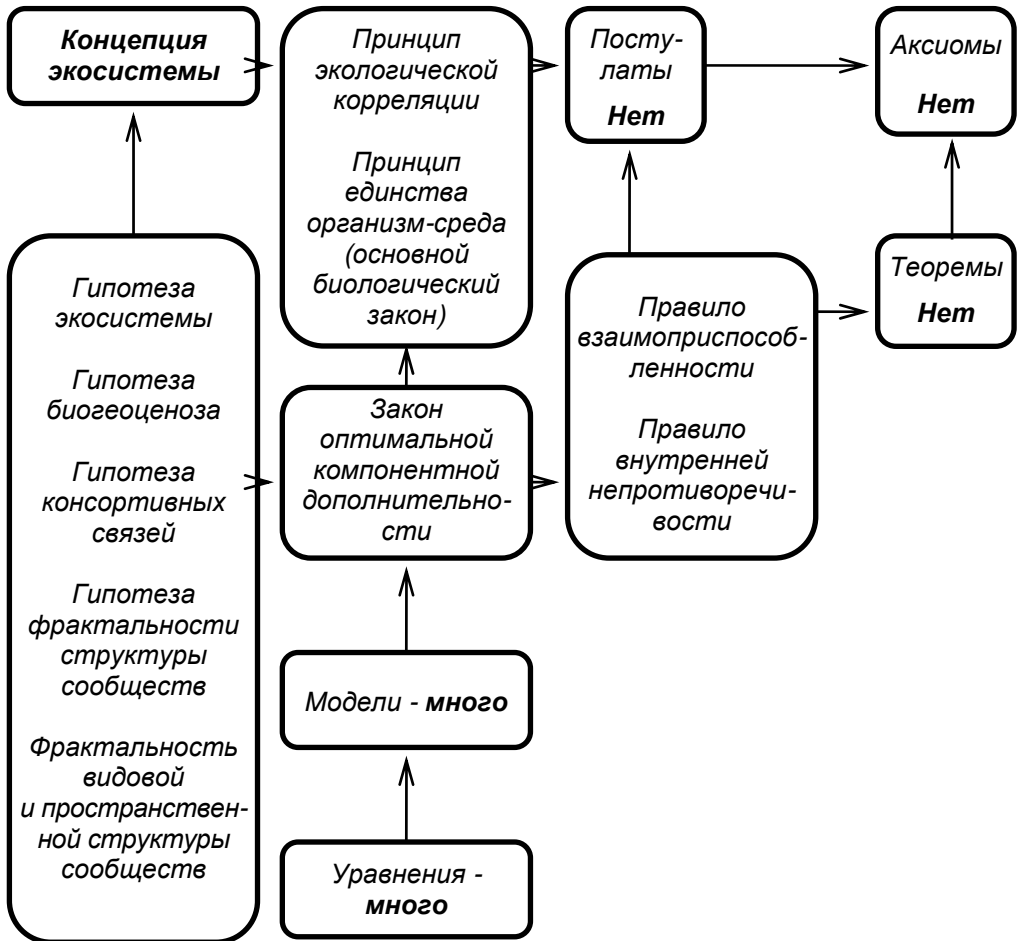 Концепция
экосистемы
Принцип
экологической
корреляции
Принцип
единства
организм-среда
(основной
биологический
закон)
Посту-
латы
Нет
Аксиомы
Нет
Гипотеза
экосистемы
Гипотеза
биогеоценоза
Гипотеза
консортивных
связей
Гипотеза
фрактальности
структуры
сообществ
Фрактальность
видовой
и пространствен-
ной структуры
сообществ
Закон
оптимальной
компонентной
дополнительно-
сти
Правило
взаимоприспособ-
ленности
Правило
внутренней
непротиворечи-
вости
Теоремы
Нет
Модели - много
Уравнения -
много